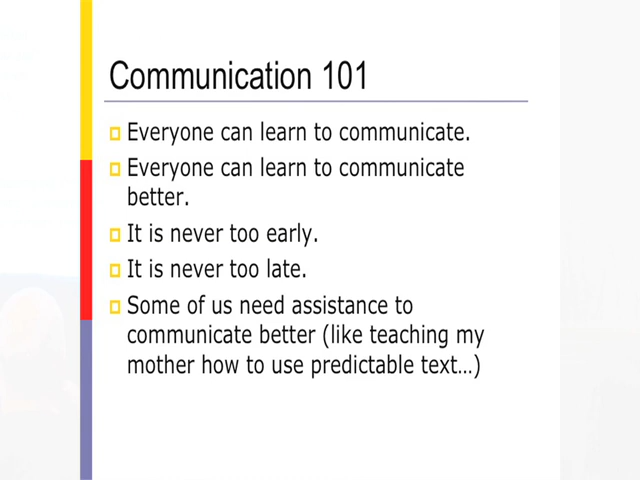 Communication 101
Everyone can learn to communicate.
Everyone can learn to communicate
better.
It is never too early.
It is never too late.
Some of us need assistance to
communicate better (like teaching my
mother how to use predictable text…)